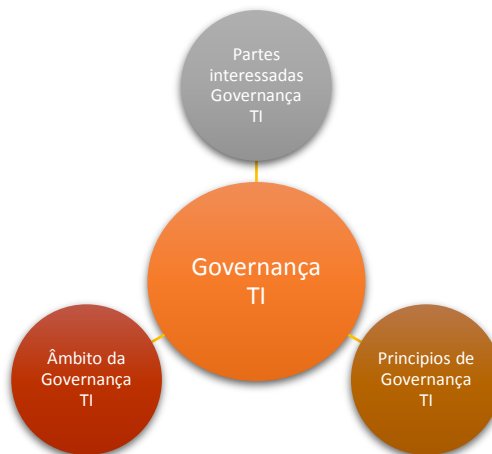 Partes
interessadas
Governança
TI
Governança
TI
Âmbito da
Governança
TI
Principios de
Governança
TI